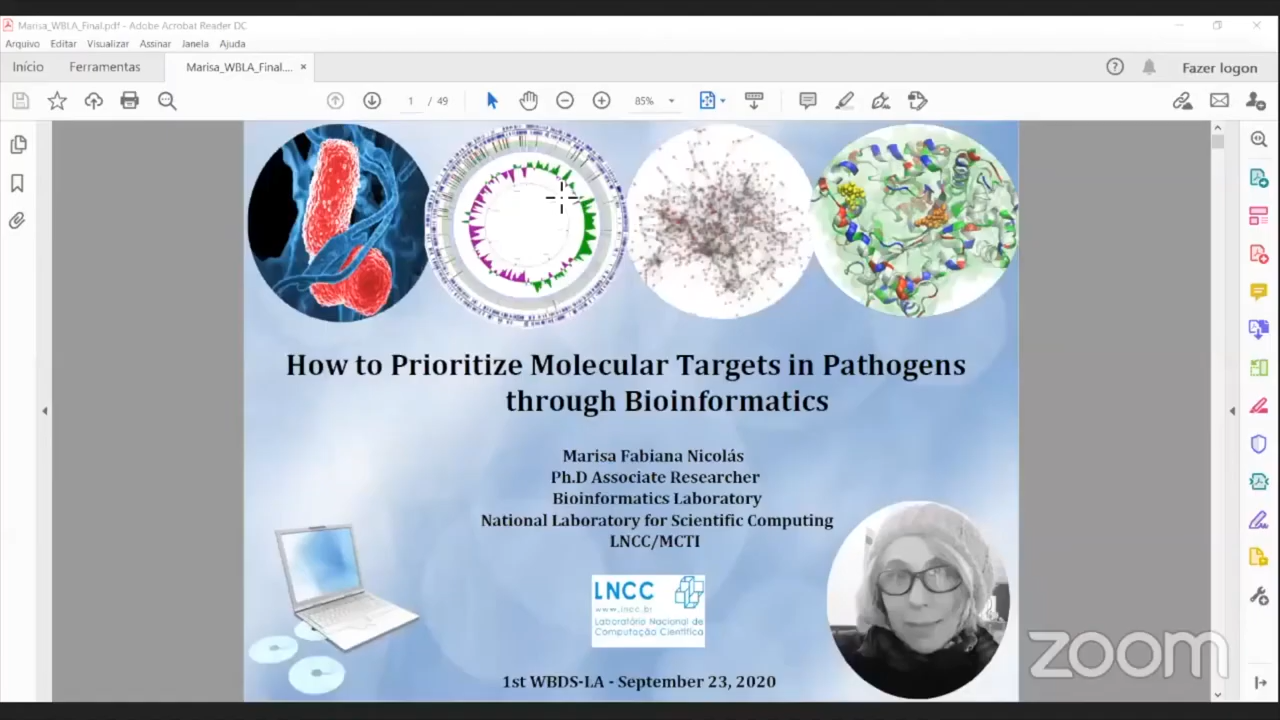 Marisa_WBLA_Final.pdf - Adobe Acrobat Reader DC
Arquivo Editar Visualizar Assinar Janela Ajuda
Início Ferramentas Marisa_WBLA_Final.... × Fazer logon
1 / 49 85%
How to Prioritize Molecular Targets in Pathogens
through Bioinformatics
Marisa Fabiana Nicolás
Ph.D Associate Researcher
Bioinformatics Laboratory
National Laboratory for Scientific Computing
LNCC/MCTI
LNCC
www.lncc.br
Laboratório Nacional de
Computação Científica
zoom
1st WBDS-LA - September 23, 2020